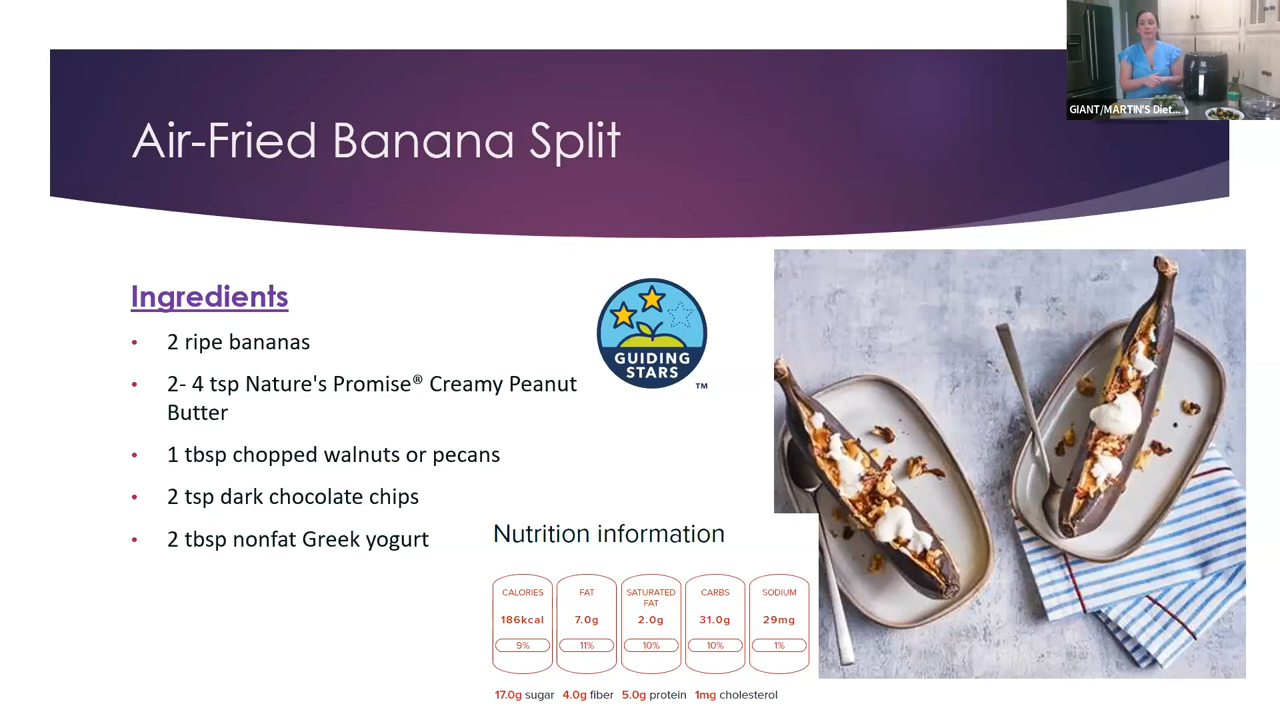 GIANT/MARTIN'S Diet...
Air-Fried Banana Split
Ingredients
• 2 ripe bananas
• 2- 4 tsp Nature's Promise® Creamy Peanut
Butter
• 1 tbsp chopped walnuts or pecans
• 2 tsp dark chocolate chips
• 2 tbsp nonfat Greek yogurt
GUIDING
STARS
TM
Nutrition information
CALORIES FAT SATURATED FAT CARBS SODIUM
186kcal 7.0g 2.0g 31.0g 29mg
9% 11% 10% 10% 1%
17.0g sugar 4.0g fiber 5.0g protein 1mg cholesterol